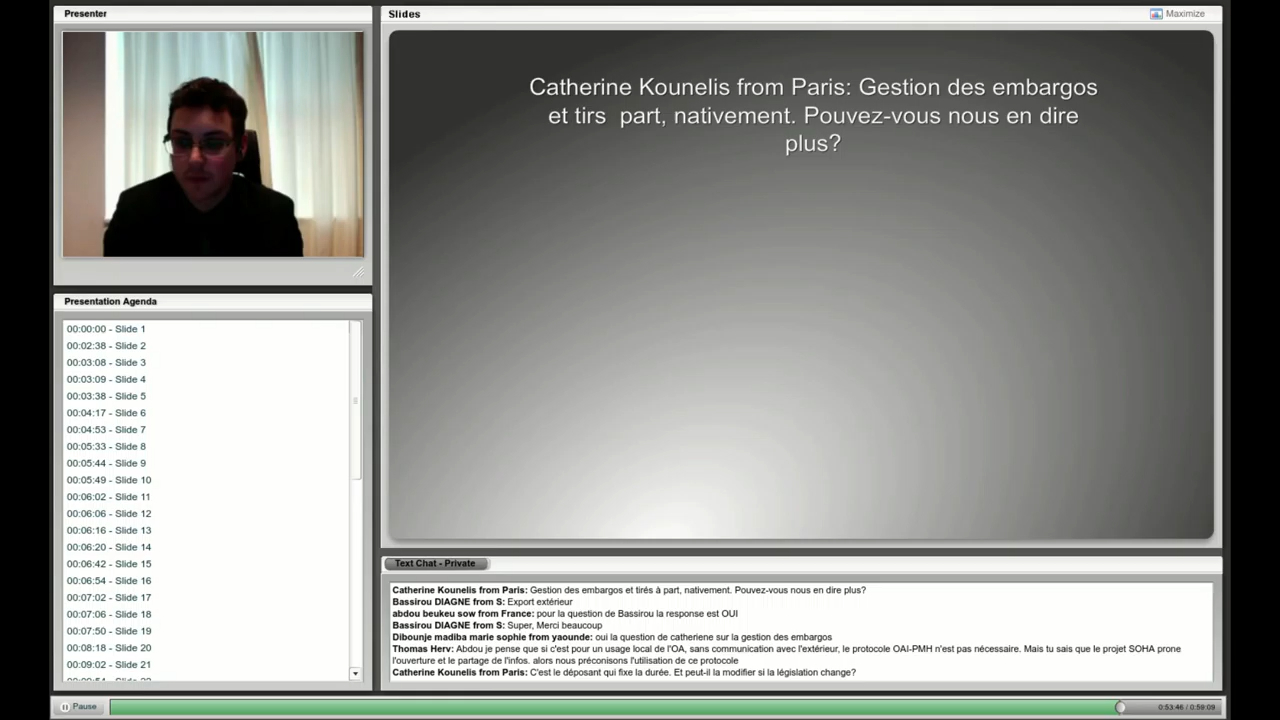 Presenter
Slides
Maximize
Catherine Kounelis from Paris: Gestion des embargos
et tirs  part, nativement. Pouvez-vous nous en dire
plus?
Presentation Agenda
00:00:00 - Slide 1
00:02:38 - Slide 2
00:03:08 - Slide 3
00:03:09 - Slide 4
00:03:38 - Slide 5
00:04:17 - Slide 6
00:04:53 - Slide 7
00:05:33 - Slide 8
00:05:44 - Slide 9
00:05:49 - Slide 10
00:06:02 - Slide 11
00:06:06 - Slide 12
00:06:16 - Slide 13
00:06:20 - Slide 14
00:06:42 - Slide 15
00:06:54 - Slide 16
00:07:02 - Slide 17
00:07:06 - Slide 18
00:07:50 - Slide 19
00:08:18 - Slide 20
00:09:02 - Slide 21
Text Chat - Private
Catherine Kounelis from Paris: Gestion des embargos et tirés à part, nativement. Pouvez-vous nous en dire plus?
Bassirou DIAGNE from S: Export extérieur
abdou beukeu sow from France: pour la question de Bassirou la response est OUI
Bassirou DIAGNE from S: Super, Merci beaucoup
Dibounje madiba marie sophie from yaounde: oui la question de catheriene sur la gestion des embargos
Thomas Herv: Abdou je pense que si c'est pour un usage local de l'OA, sans communication avec l'extérieur, le protocole OAI-PMH n'est pas nécessaire. Mais tu sais que le projet SOHA prone
l'ouverture et le partage de l'infos. alors nous préconisons l'utilisation de ce protocole
Catherine Kounelis from Paris: C'est le déposant qui fixe la durée. Et peut-il la modifier si la législation change?
Pause
0:53:46 / 0:59:09